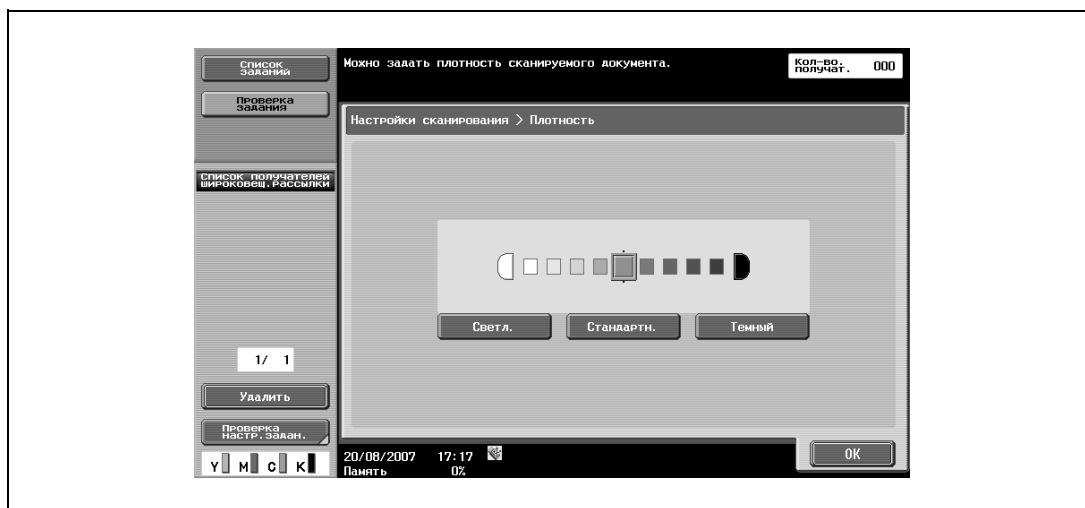 Список
заданий
Можно задать плотность сканируемого документа.
Кол-во.
получат. 000
Проверка
задания
Настройки сканирования > Плотность
Список получателей
широковещ.рассылки
Светл. Стандартн. Темный
1/ 1
Удалить
Проверка
настр.задан.
20/08/2007 17:17
Память 0%
OK
Y M C K